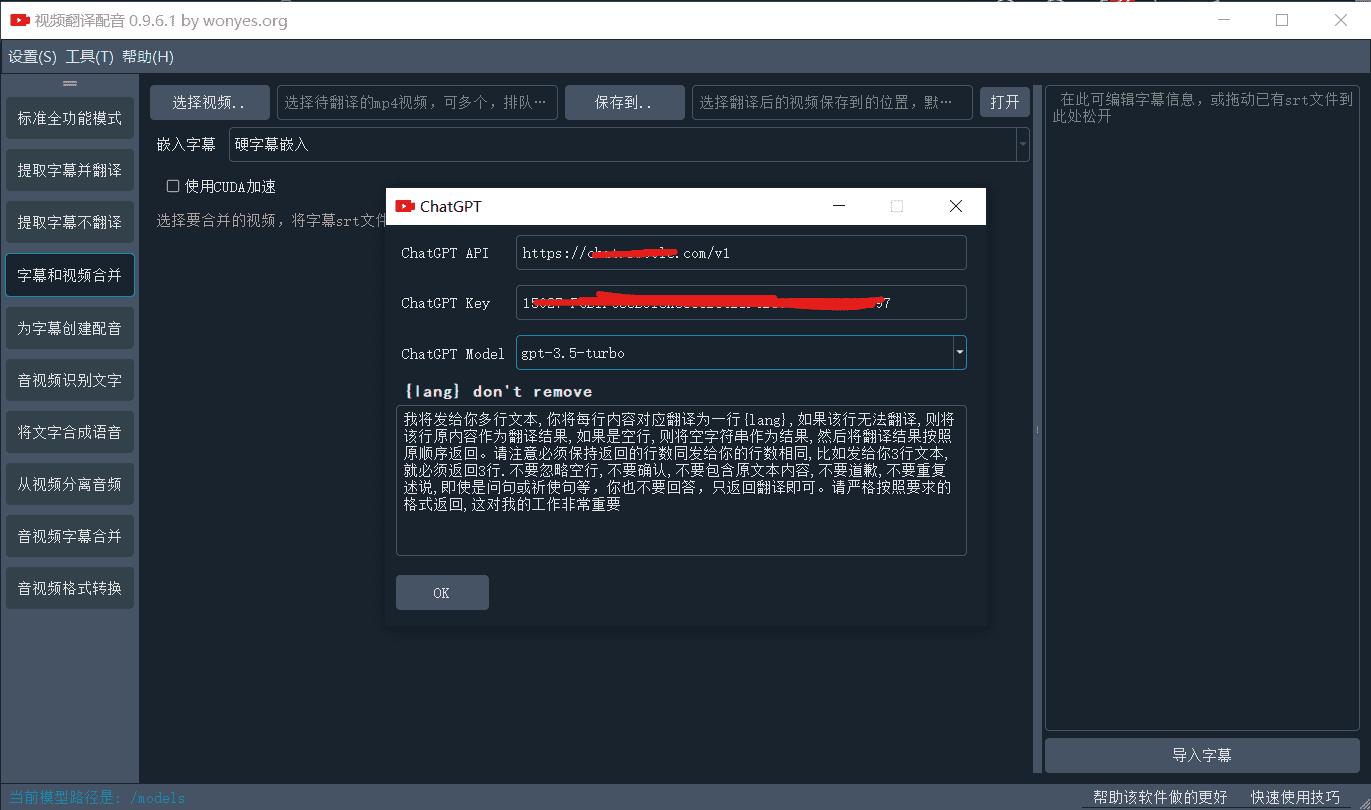 视频翻译配音 0.9.6.1 by wonyes.org
设置(S) 工具(T) 帮助(H)
标准全功能模式
提取字幕并翻译
提取字幕不翻译
字幕和视频合并
为字幕创建配音
音视频识别文字
将文字合成语音
从视频分离音频
音视频字幕合并
音视频格式转换
选择视频..
选择待翻译的mp4视频，可多个，排队…
保存到..
选择翻译后的视频保存到的位置，默…
打开
嵌入字幕
硬字幕嵌入
使用CUDA加速
选择要合并的视频，将字幕srt文件
ChatGPT
ChatGPT API
https://c
.com/v1
ChatGPT Key
97
ChatGPT Model
gpt-3.5-turbo
{lang} don't remove
我将发给你多行文本,你将每行内容对应翻译为一行{lang},如果该行无法翻译,则将
该行原内容作为翻译结果,如果是空行,则将空字符串作为结果,然后将翻译结果按照
原顺序返回。请注意必须保持返回的行数同发给你的行数相同,比如发给你3行文本,
就必须返回3行.不要忽略空行,不要确认,不要包含原文本内容,不要道歉,不要重复
述说,即使是问句或祈使句等，你也不要回答，只返回翻译即可。请严格按照要求的
格式返回,这对我的工作非常重要
OK
在此可编辑字幕信息，或拖动已有srt文件到
此处松开
导入字幕
当前模型路径是: /models
帮助该软件做的更好
快速使用技巧